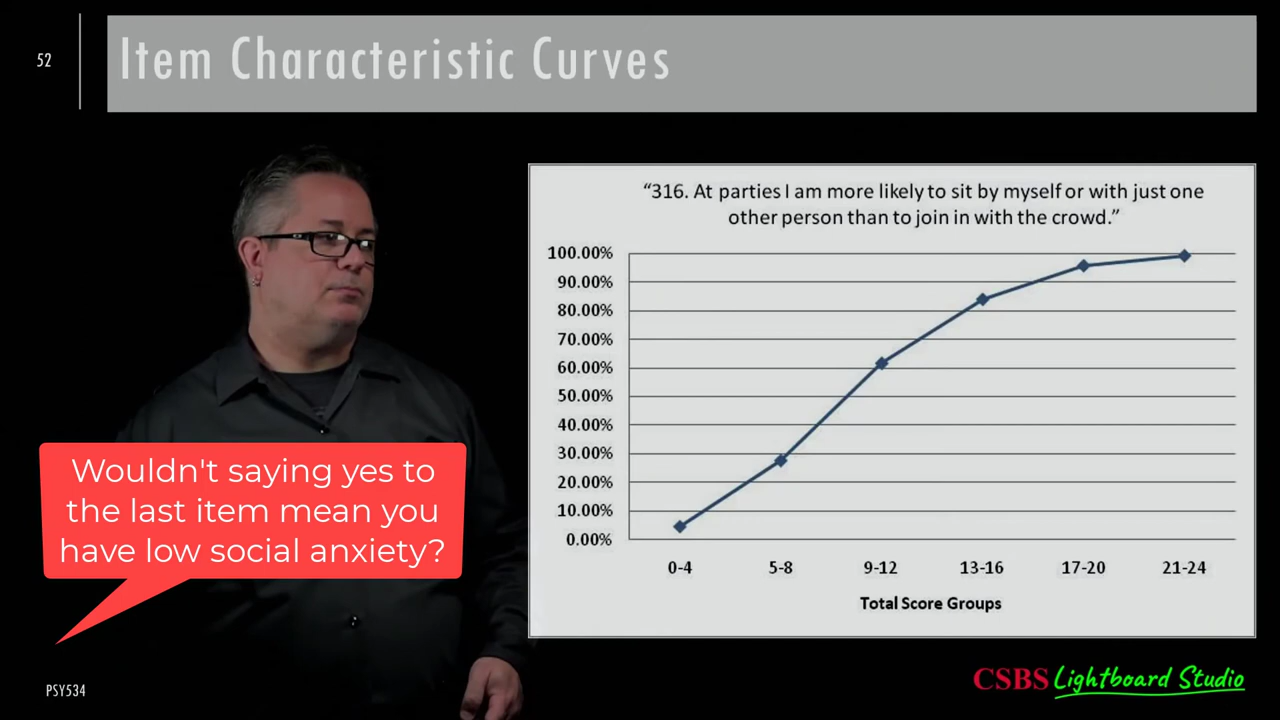 52
Item Characteristic Curves
“316. At parties I am more likely to sit by myself or with just one
other person than to join in with the crowd.”
100.00%
90.00%
80.00%
70.00%
60.00%
50.00%
40.00%
30.00%
20.00%
10.00%
0.00%
0-4 5-8 9-12 13-16 17-20 21-24
Total Score Groups
Wouldn't saying yes to
the last item mean you
have low social anxiety?
PSY534
CSBS Lightboard Studio